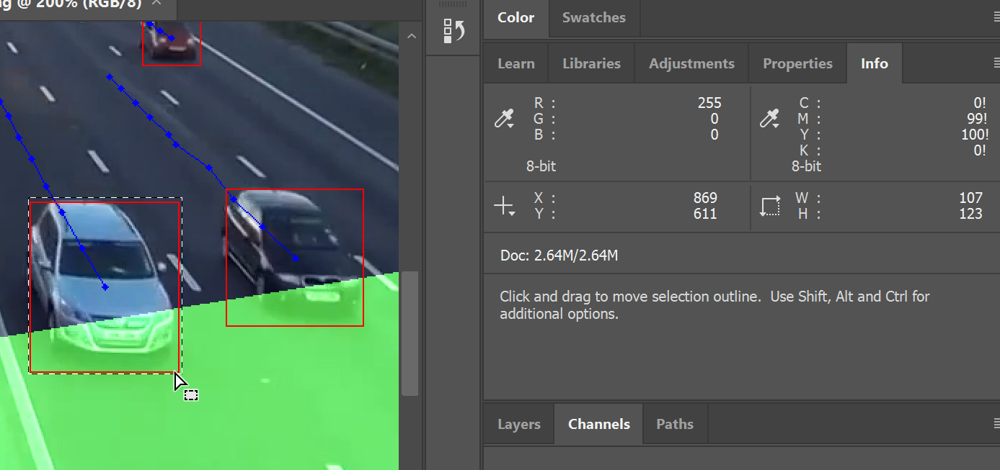 ng @ 200% (RGB/8) ×
Color Swatches
Learn Libraries Adjustments Properties Info
R : 255 C : 0!
G : 0 M : 99!
B : 0 Y : 100!
K : 0!
8-bit 8-bit
X : 869 W : 107
Y : 611 H : 123
Doc: 2.64M/2.64M
Click and drag to move selection outline.  Use Shift, Alt and Ctrl for
additional options.
Layers Channels Paths